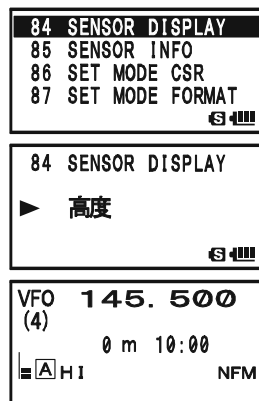 84 SENSOR DISPLAY
85 SENSOR INFO
86 SET MODE CSR
87 SET MODE FORMAT
S
84 SENSOR DISPLAY
▶ 高度
S
VFO 145. 500
(4)
0 m 10:00
A HI NFM